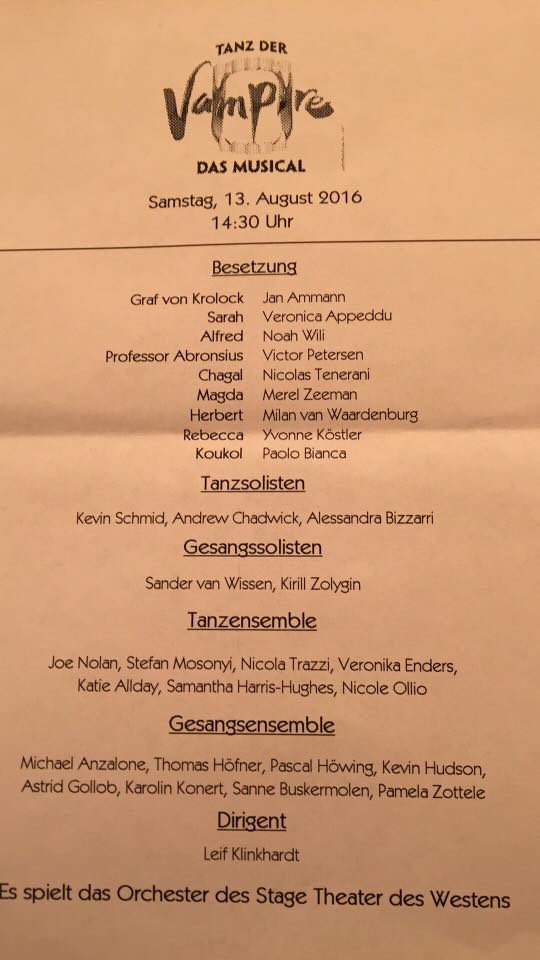 TANZ DER
Vampire
DAS MUSICAL
Samstag, 13. August 2016
14:30 Uhr
Besetzung
Graf von Krolock Jan Ammann
Sarah Veronica Appeddu
Alfred Noah Wili
Professor Abronsius Victor Petersen
Chagal Nicolas Tenerani
Magda Merel Zeeman
Herbert Milan van Waardenburg
Rebecca Yvonne Köstler
Koukol Paolo Bianca
Tanzsolisten
Kevin Schmid, Andrew Chadwick, Alessandra Bizzarri
Gesangssolisten
Sander van Wissen, Kirill Zolygin
Tanzensemble
Joe Nolan, Stefan Mosonyi, Nicola Trazzi, Veronika Enders,
Katie Allday, Samantha Harris-Hughes, Nicole Ollio
Gesangsensemble
Michael Anzalone, Thomas Höfner, Pascal Höwing, Kevin Hudson,
Astrid Gollob, Karolin Konert, Sanne Buskermolen, Pamela Zottele
Dirigent
Leif Klinkhardt
Es spielt das Orchester des Stage Theater des Westens